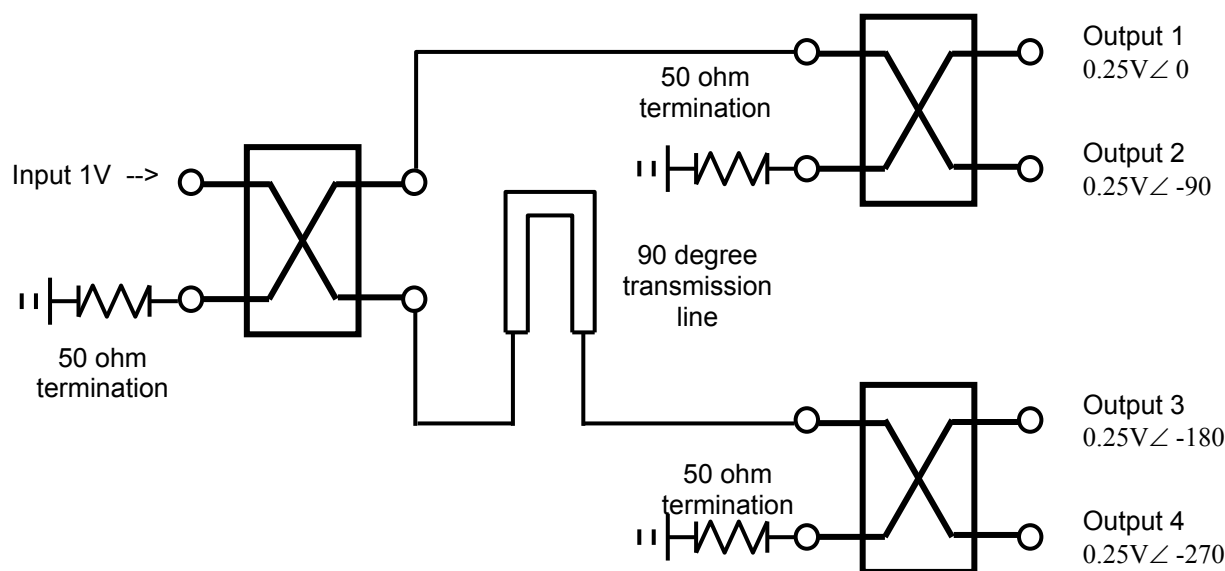 Output 1
0.25V∠ 0
50 ohm
termination
Output 2
0.25V∠ -90
Input 1V -->
90 degree
transmission
line
50 ohm
termination
Output 3
0.25V∠ -180
50 ohm
termination
Output 4
0.25V∠ -270